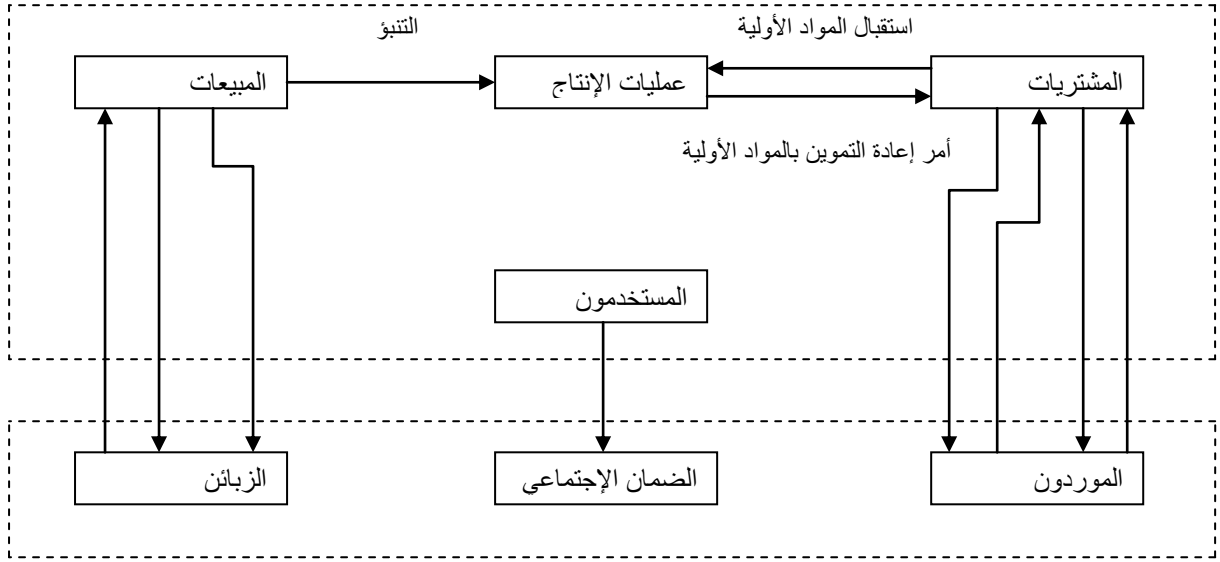 استقبال المواد الأولية
التنبؤ
المشتريات
عمليات الإنتاج
المبيعات
أمر إعادة التموين بالمواد الأولية
المستخدمون
الموردون
الضمان الإجتماعي
الزبائن